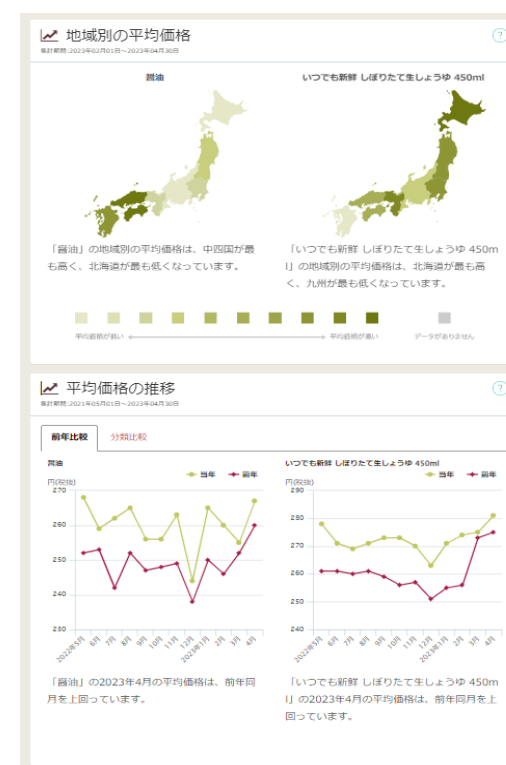 地域別の平均価格
集計期間:2023年02月01日~2023年04月30日
?
醤油
いつでも新鮮 しぼりたて生しょうゆ 450ml
「醤油」の地域別の平均価格は、中四国が最
も高く、北海道が最も低くなっています。
「いつでも新鮮 しぼりたて生しょうゆ 450m
l」の地域別の平均価格は、北海道が最も高
く、九州が最も低くなっています。
平均価格が低い
平均価格が高い
データがありません
平均価格の推移
集計期間:2021年05月01日~2023年04月30日
?
前年比較
分類比較
醤油
当年
前年
円(税抜)
270
260
250
240
230
2022年5月
6月
7月
8月
9月
10月
11月
12月
2023年1月
2月
3月
4月
いつでも新鮮 しぼりたて生しょうゆ 450ml
当年
前年
円(税抜)
290
280
270
260
250
240
2022年5月
6月
7月
8月
9月
10月
11月
12月
2023年1月
2月
3月
4月
「醤油」の2023年4月の平均価格は、前年同
月を上回っています。
「いつでも新鮮 しぼりたて生しょうゆ 450m
l」の2023年4月の平均価格は、前年同月を上
回っています。